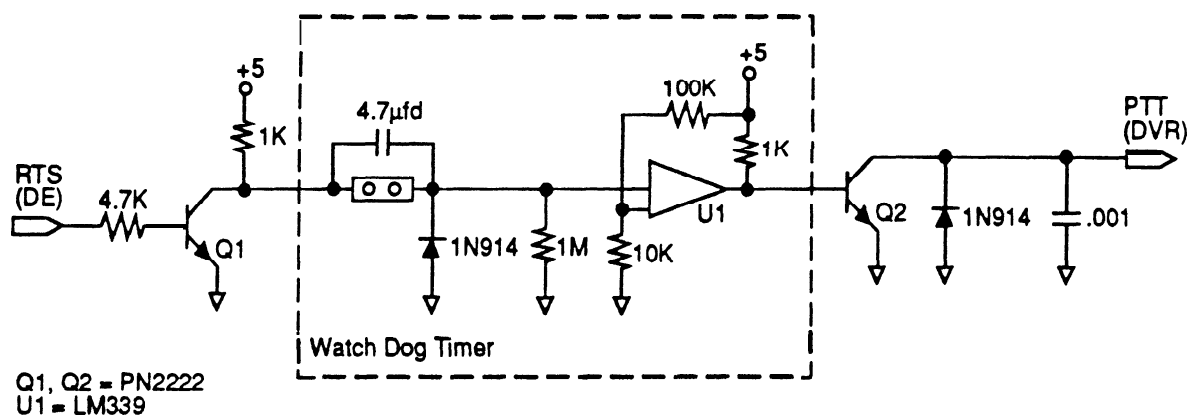 RTS
(DE)
4.7K
Q1
+5
1K
4.7µfd
1N914
1M
100K
10K
+5
1K
U1
Q2
1N914
.001
PTT
(DVR)
Watch Dog Timer
Q1, Q2 = PN2222
U1 = LM339